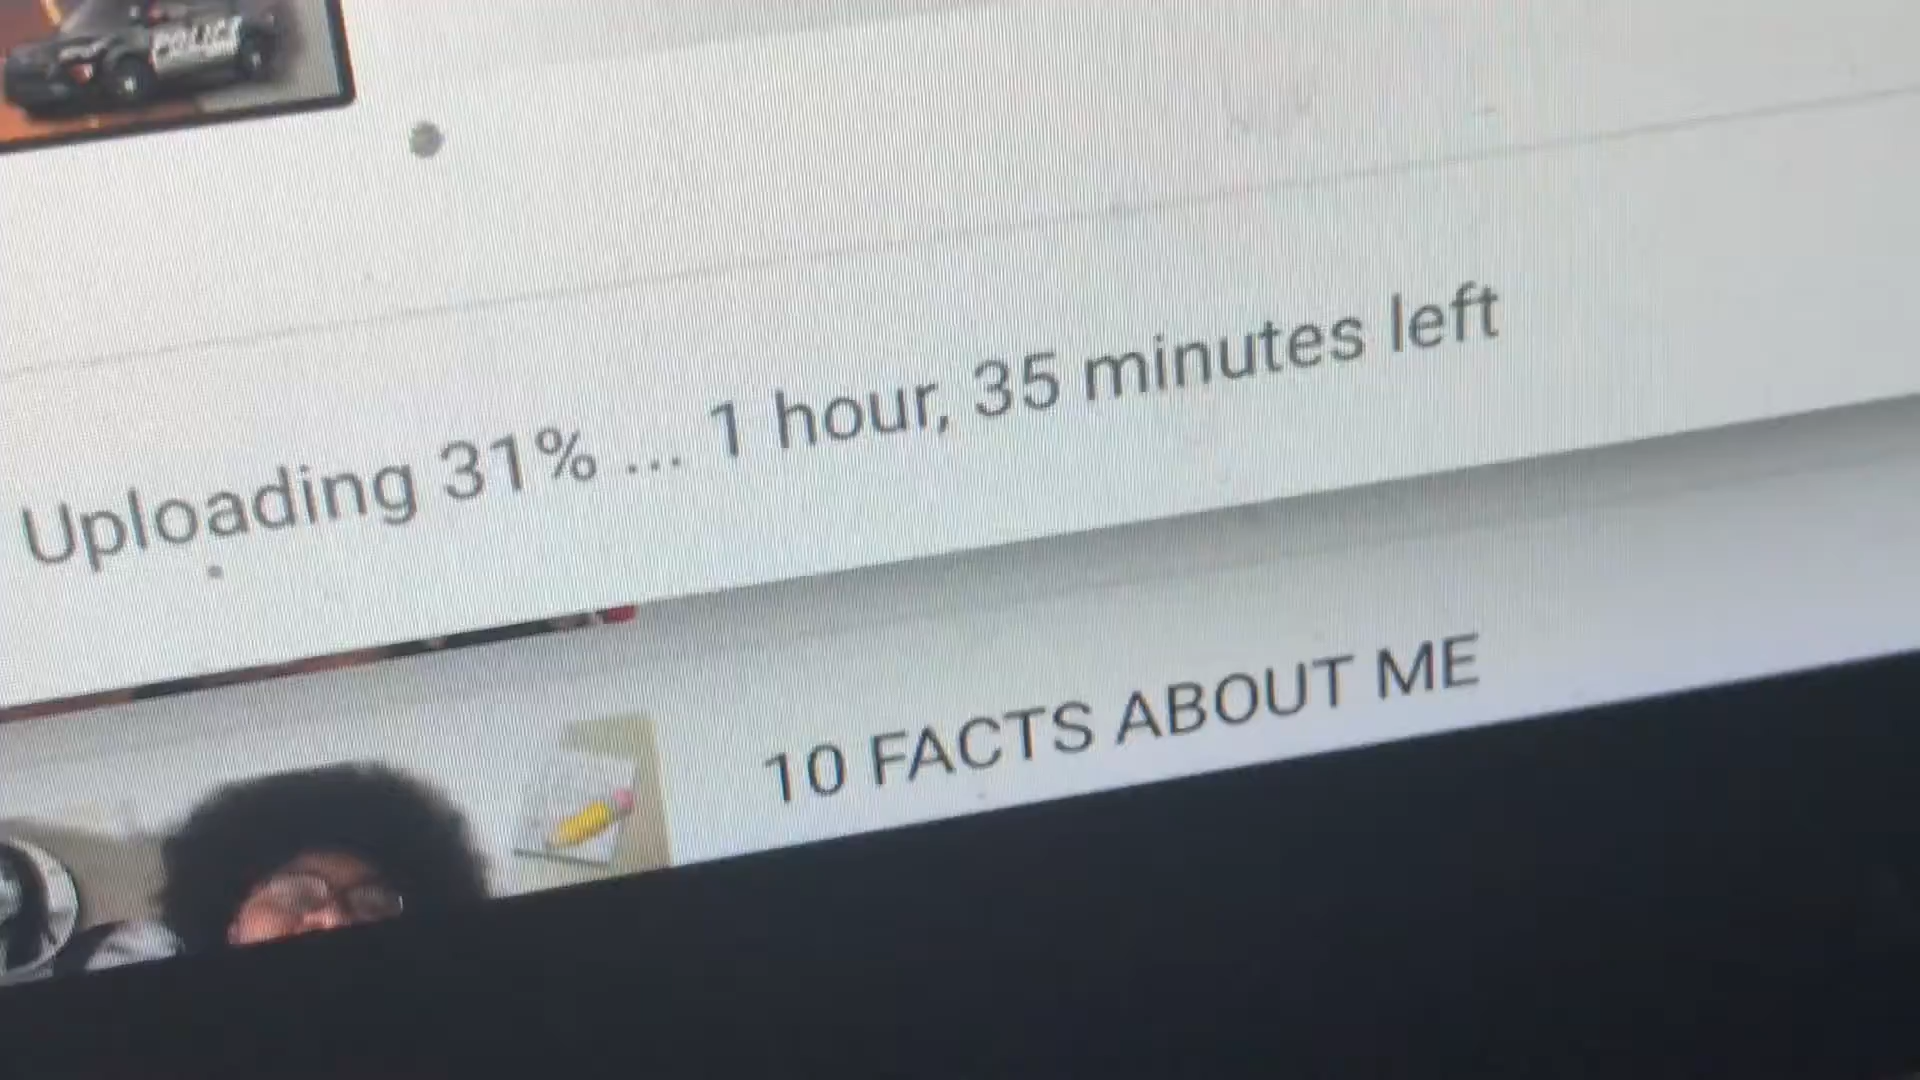 POLICE
Uploading 31% ... 1 hour, 35 minutes left
10 FACTS ABOUT ME